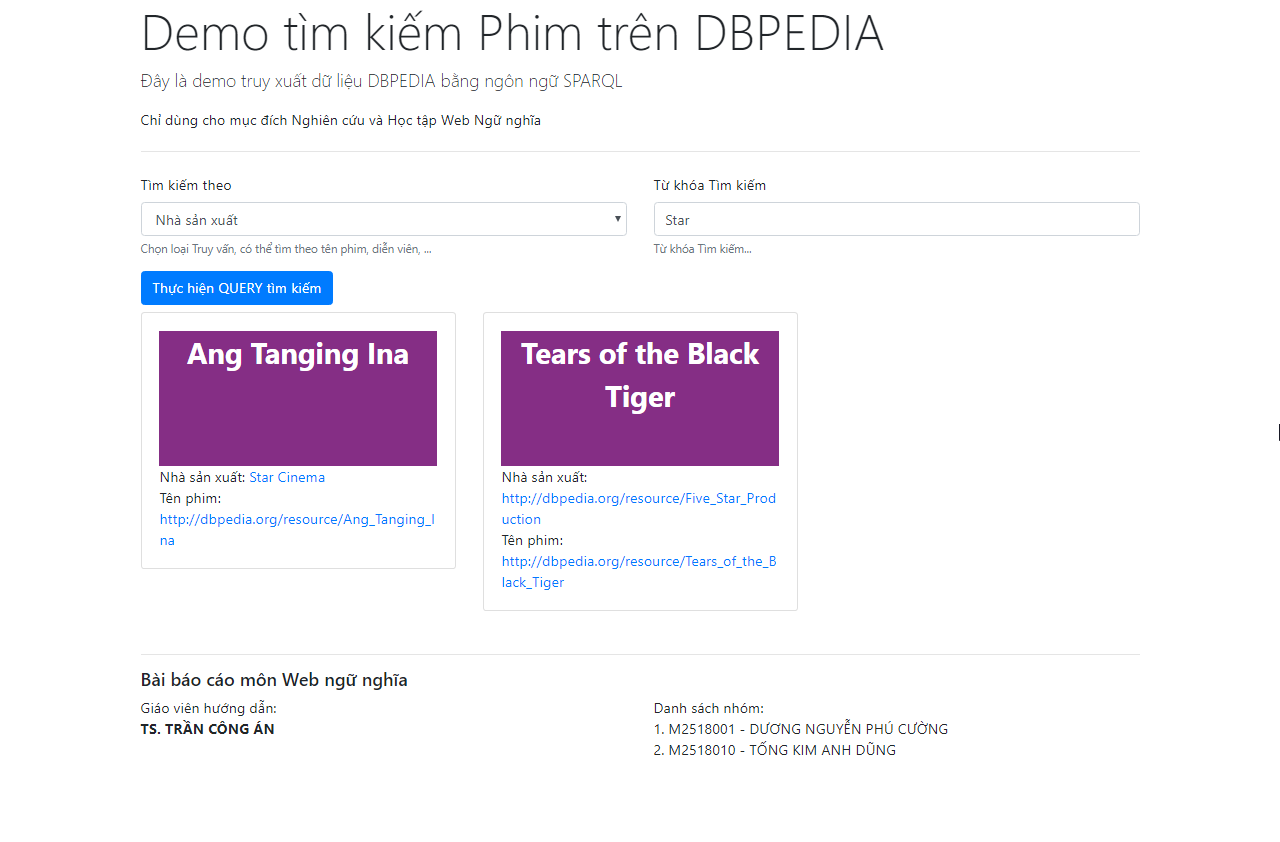 Demo tìm kiếm Phim trên DBPEDIA
Đây là demo truy xuất dữ liệu DBPEDIA bằng ngôn ngữ SPARQL
Chỉ dùng cho mục đích Nghiên cứu và Học tập Web Ngữ nghĩa
Tìm kiếm theo
Nhà sản xuất
Chọn loại Truy vấn, có thể tìm theo tên phim, diễn viên, ...
Từ khóa Tìm kiếm
Star
Từ khóa Tìm kiếm...
Thực hiện QUERY tìm kiếm
Ang Tanging Ina
Nhà sản xuất: Star Cinema
Tên phim:
http://dbpedia.org/resource/Ang_Tanging_I
na
Tears of the Black
Tiger
Nhà sản xuất:
http://dbpedia.org/resource/Five_Star_Prod
uction
Tên phim:
http://dbpedia.org/resource/Tears_of_the_B
lack_Tiger
Bài báo cáo môn Web ngữ nghĩa
Giáo viên hướng dẫn:
TS. TRẦN CÔNG ÁN
Danh sách nhóm:
1. M2518001 - DƯƠNG NGUYỄN PHÚ CƯỜNG
2. M2518010 - TỐNG KIM ANH DŨNG